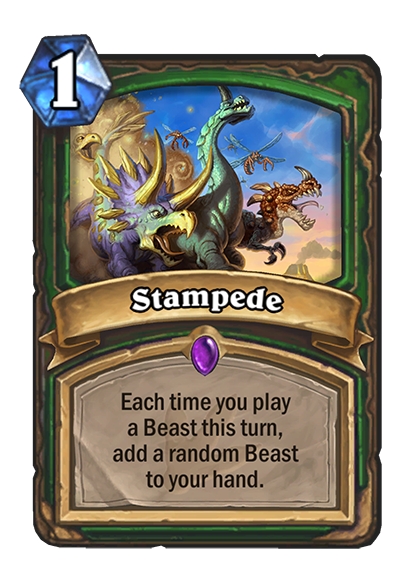 1
Stampede
Each time you play
a Beast this turn,
add a random Beast
to your hand.